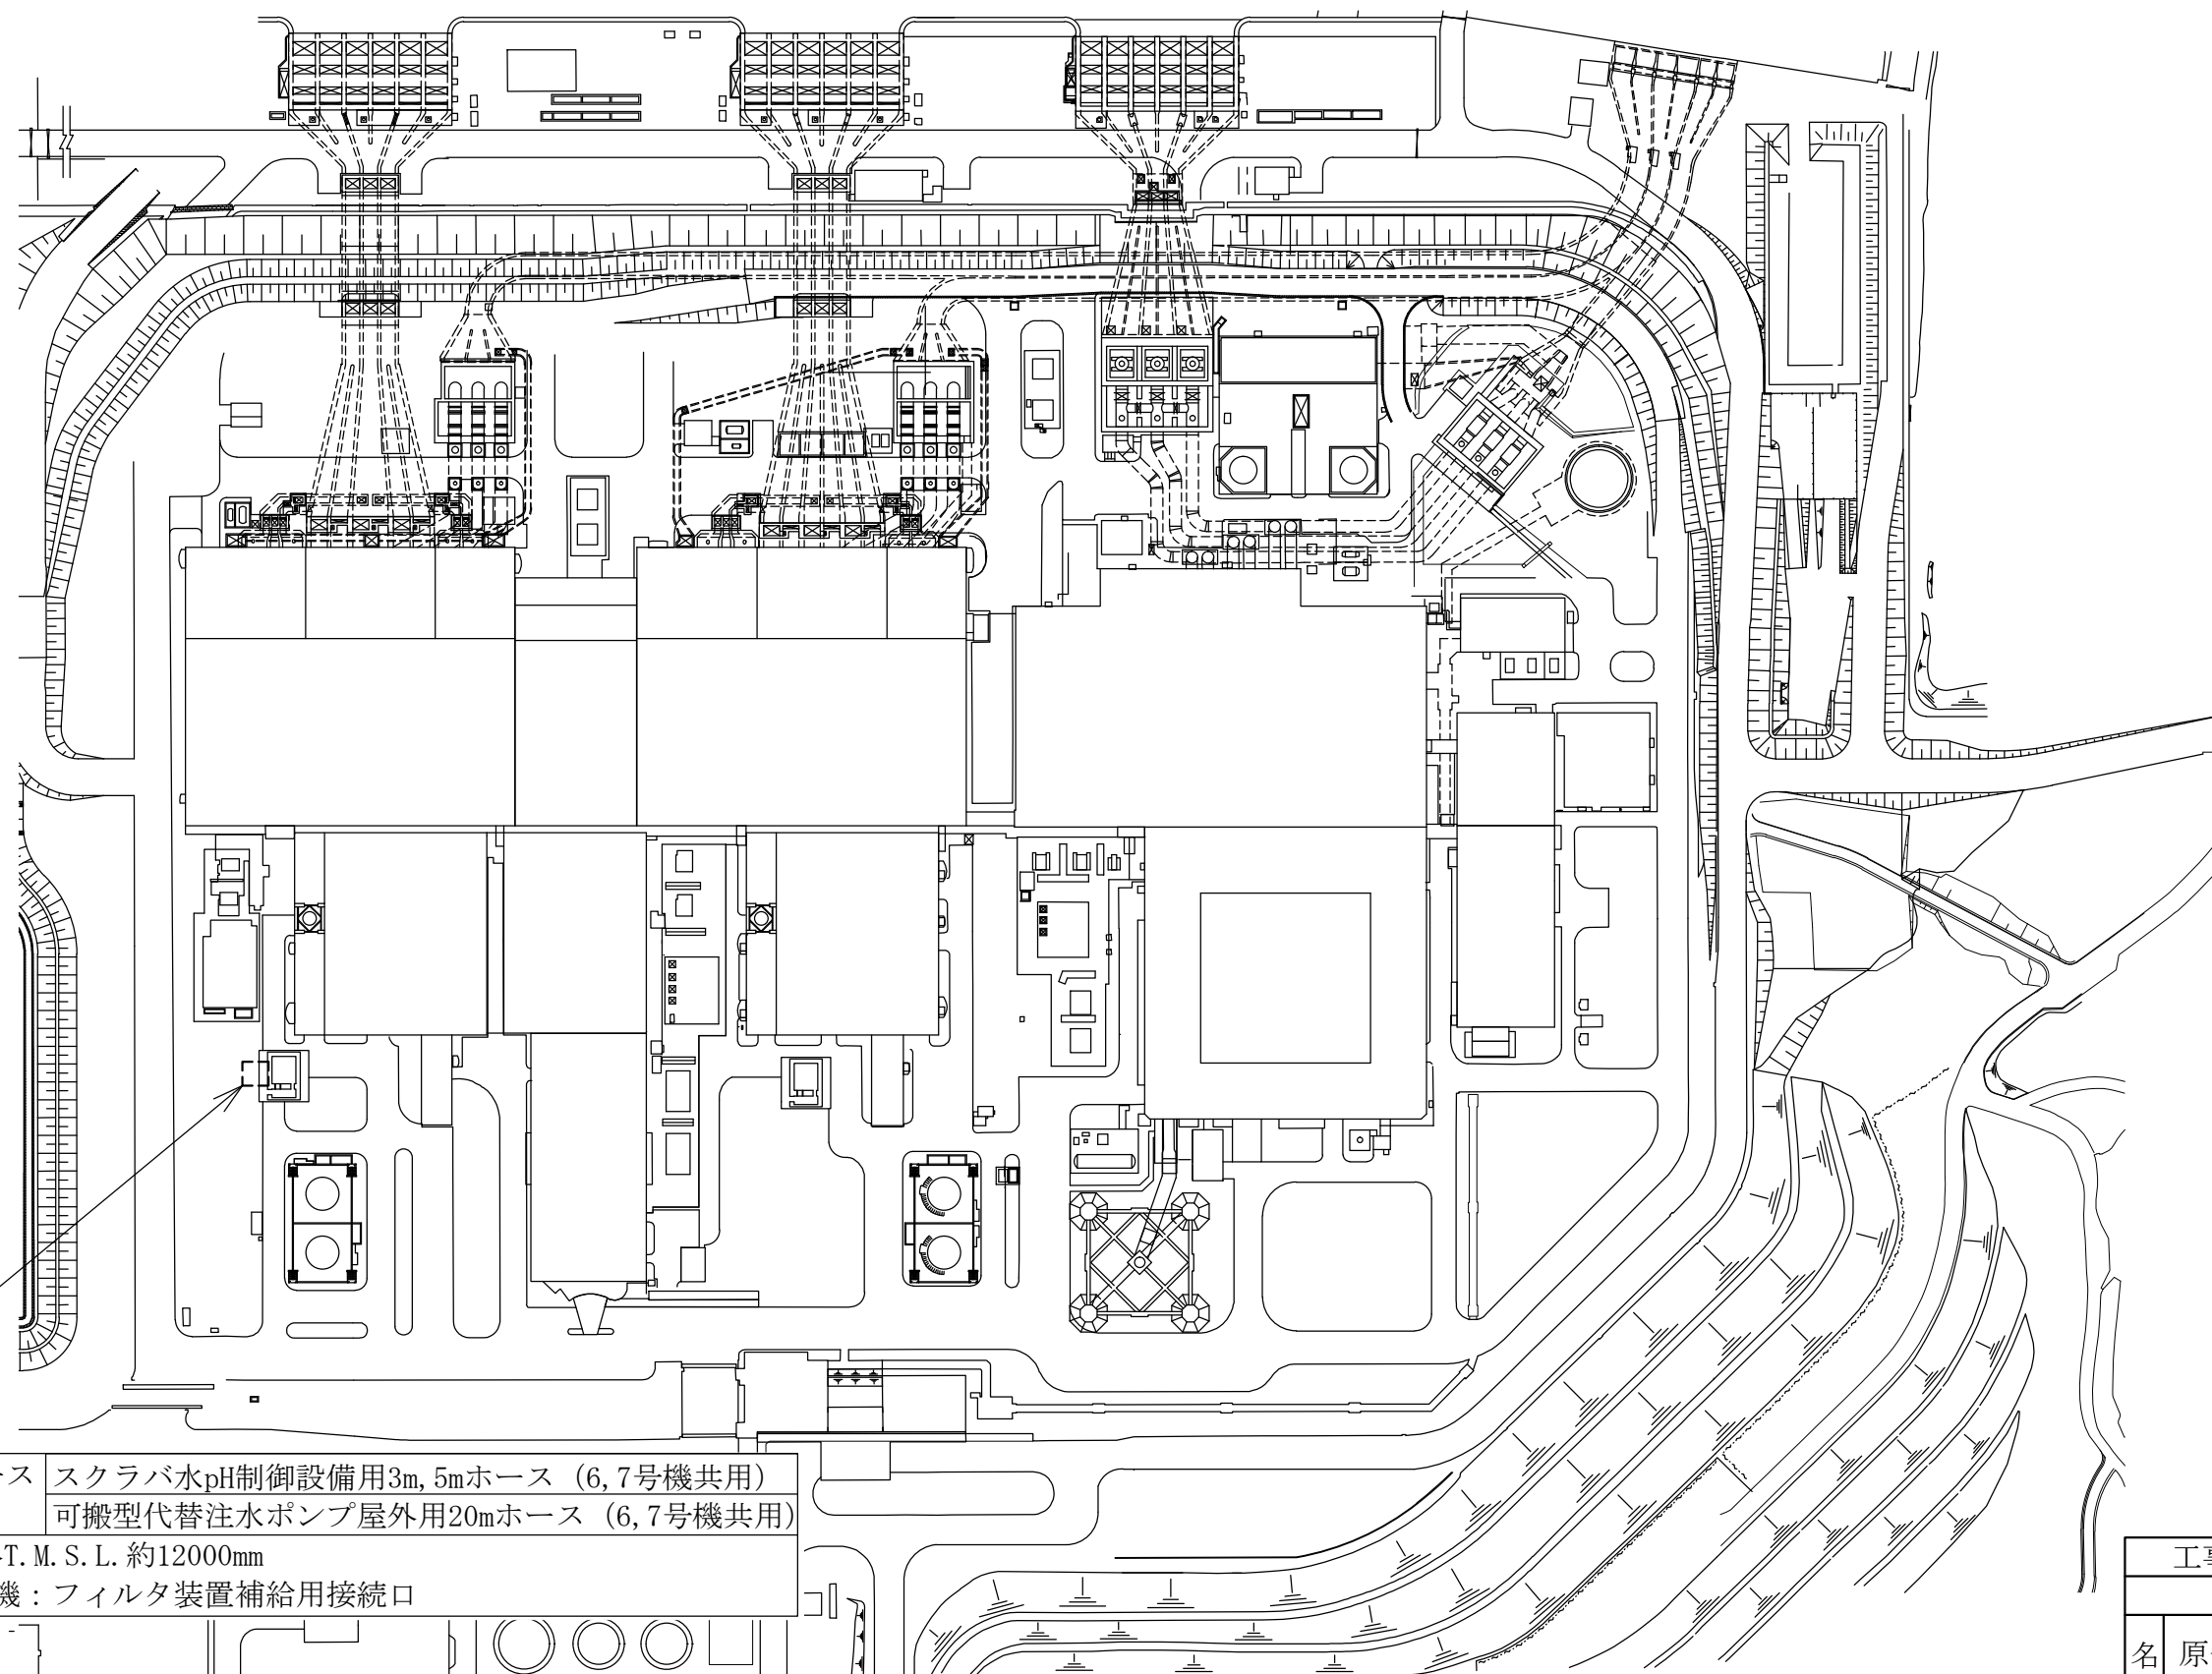 ース スクラバ水pH制御設備用3m,5mホース (6,7号機共用)
可搬型代替注水ポンプ屋外用20mホース (6,7号機共用)
T.M.S.L.約12000mm
機：フィルタ装置補給用接続口
工事
名 原